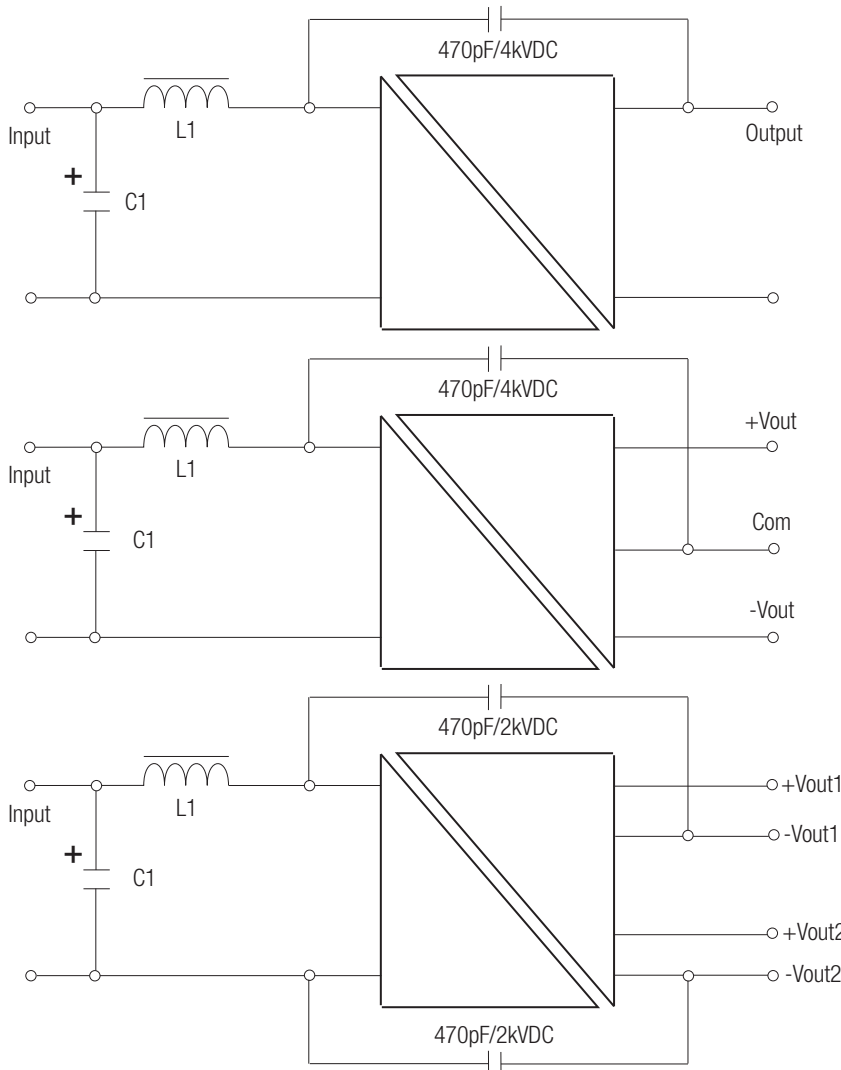 470pF/4kVDC
Input
L1
Output
+
C1
470pF/4kVDC
+Vout
Input
L1
+
C1
Com
-Vout
470pF/2kVDC
+Vout1
Input
L1
-Vout1
+
C1
+Vout2
-Vout2
470pF/2kVDC